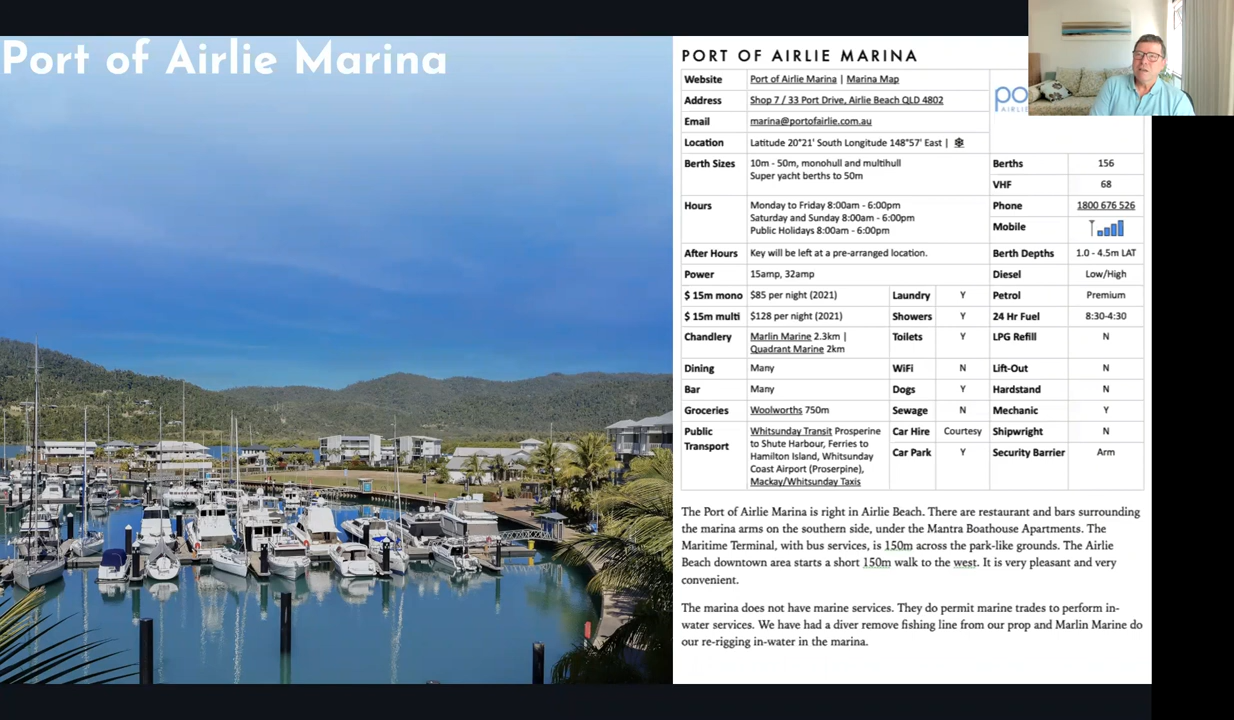 Port of Airlie Marina
PORT OF AIRLIE MARINA
Website Port of Airlie Marina | Marina Map
Address Shop 7 / 33 Port Drive, Airlie Beach QLD 4802
po
AIRLIE
Email marina@portofairlie.com.au
Location Latitude 20°21' South Longitude 148°57' East |
Berth Sizes 10m - 50m, monohull and multihull Berths 156
Super yacht berths to 50m
VHF 68
Hours Monday to Friday 8:00am - 6:00pm Phone 1800 676 526
Saturday and Sunday 8:00am - 6:00pm
Public Holidays 8:00am - 6:00pm Mobile
After Hours Key will be left at a pre-arranged location. Berth Depths 1.0 - 4.5m LAT
Power 15amp, 32amp Diesel Low/High
$ 15m mono $85 per night (2021) Laundry Y Petrol Premium
$ 15m multi $128 per night (2021) Showers Y 24 Hr Fuel 8:30-4:30
Chandlery Marlin Marine 2.3km | Toilets Y LPG Refill N
Quadrant Marine 2km
Dining Many WiFi N Lift-Out N
Bar Many Dogs Y Hardstand N
Groceries Woolworths 750m Sewage N Mechanic Y
Public Whitsunday Transit Prosperine Car Hire Courtesy Shipwright N
Transport to Shute Harbour, Ferries to
Hamilton Island, Whitsunday Car Park Y Security Barrier Arm
Coast Airport (Proserpine),
Mackay/Whitsunday Taxis
The Port of Airlie Marina is right in Airlie Beach. There are restaurant and bars surrounding
the marina arms on the southern side, under the Mantra Boathouse Apartments. The
Maritime Terminal, with bus services, is 150m across the park-like grounds. The Airlie
Beach downtown area starts a short 150m walk to the west. It is very pleasant and very
convenient.
The marina does not have marine services. They do permit marine trades to perform in-
water services. We have had a diver remove fishing line from our prop and Marlin Marine do
our re-rigging in-water in the marina.